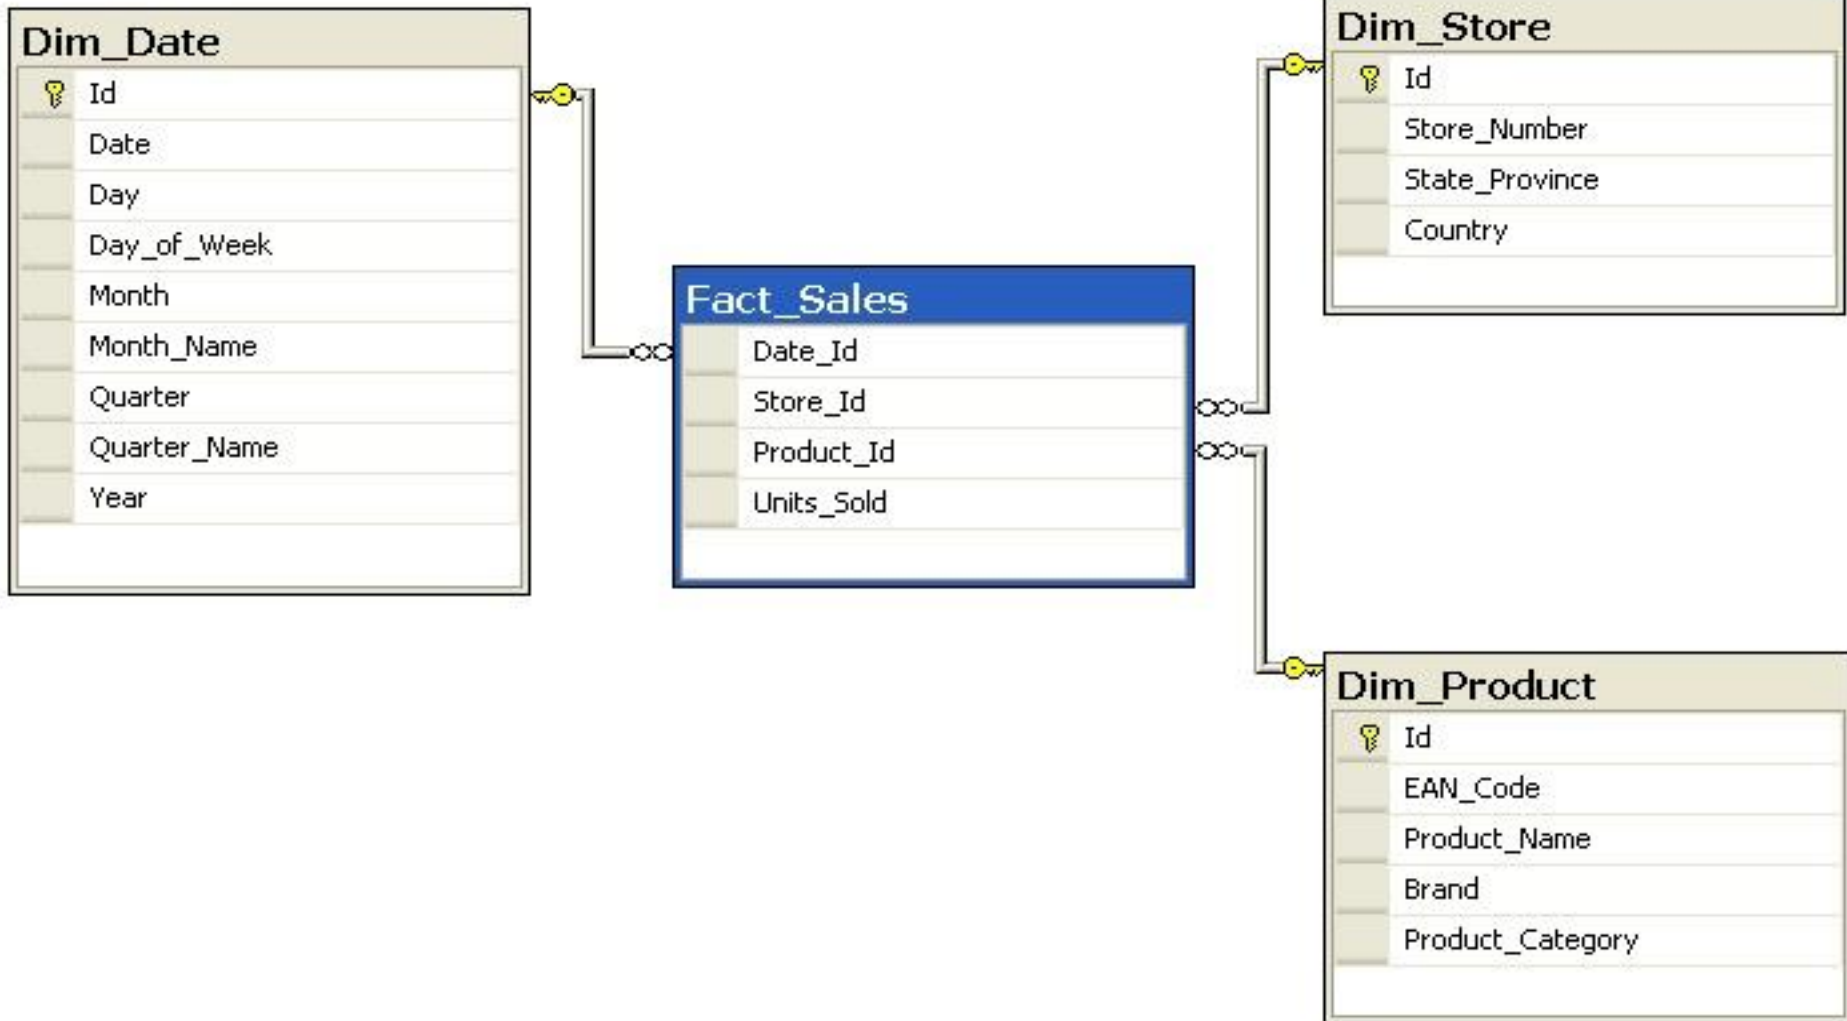 Dim_Date
Id
Date
Day
Day_of_Week
Month
Month_Name
Quarter
Quarter_Name
Year
Fact_Sales
Date_Id
Store_Id
Product_Id
Units_Sold
Dim_Store
Id
Store_Number
State_Province
Country
Dim_Product
Id
EAN_Code
Product_Name
Brand
Product_Category